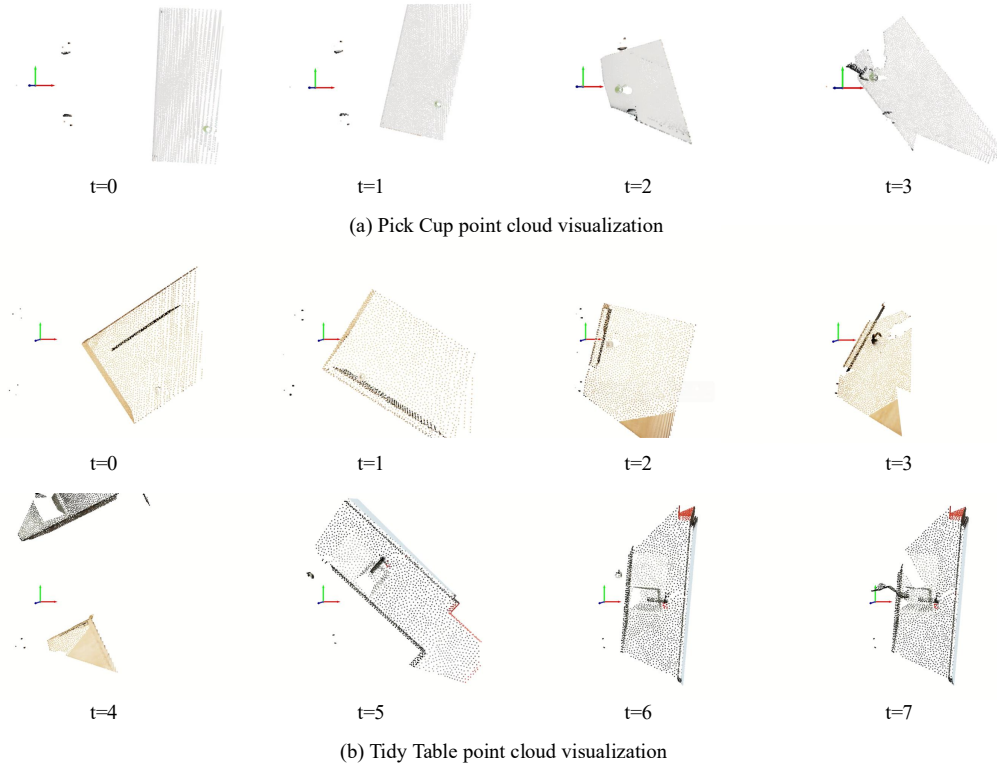 t=0 t=1 t=2 t=3
(a) Pick Cup point cloud visualization
t=0 t=1 t=2 t=3
t=4 t=5 t=6 t=7
(b) Tidy Table point cloud visualization